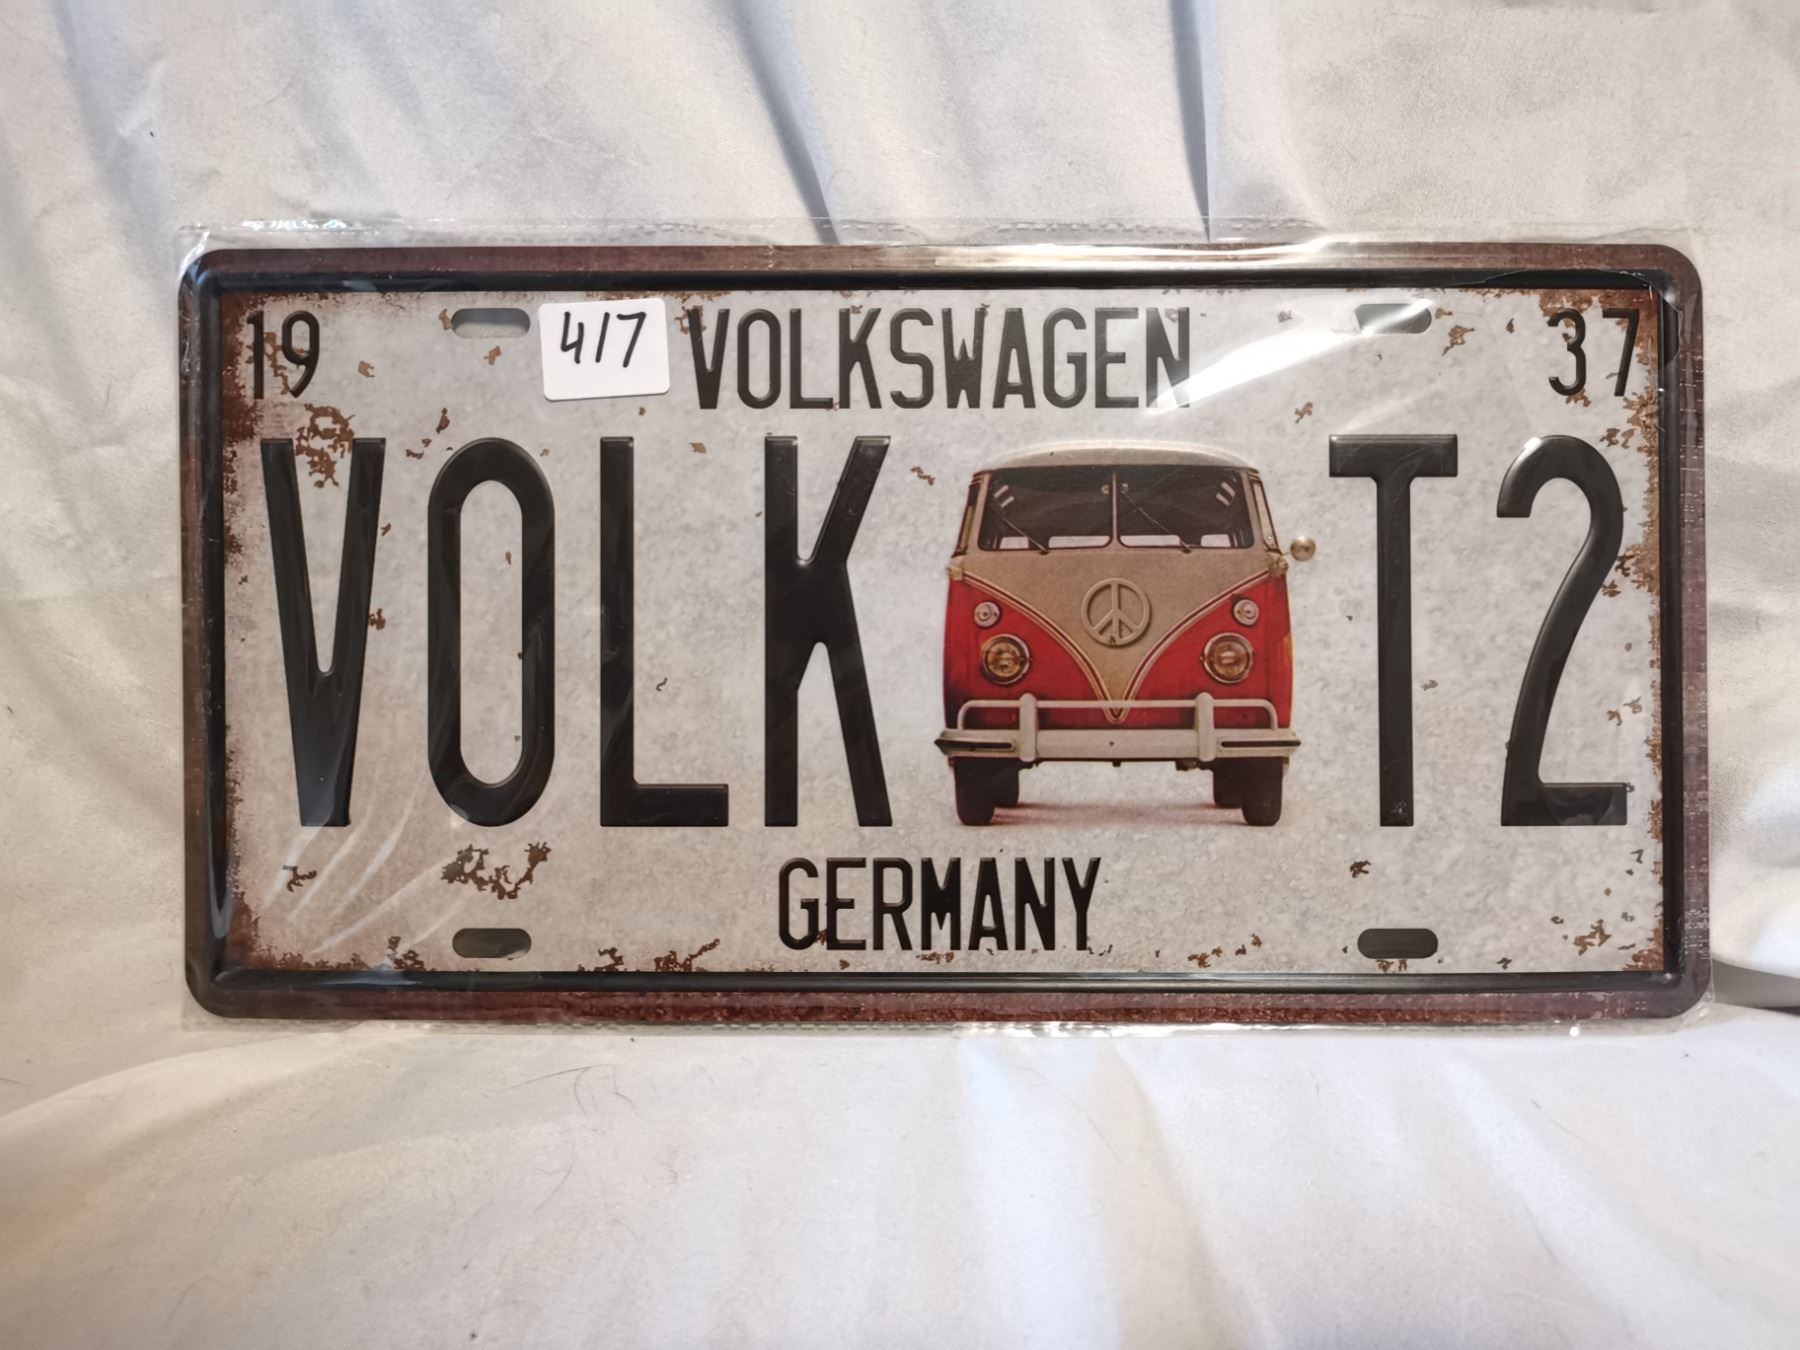 19 417 VOLKSWAGEN 37
VOLK T2
GERMANY